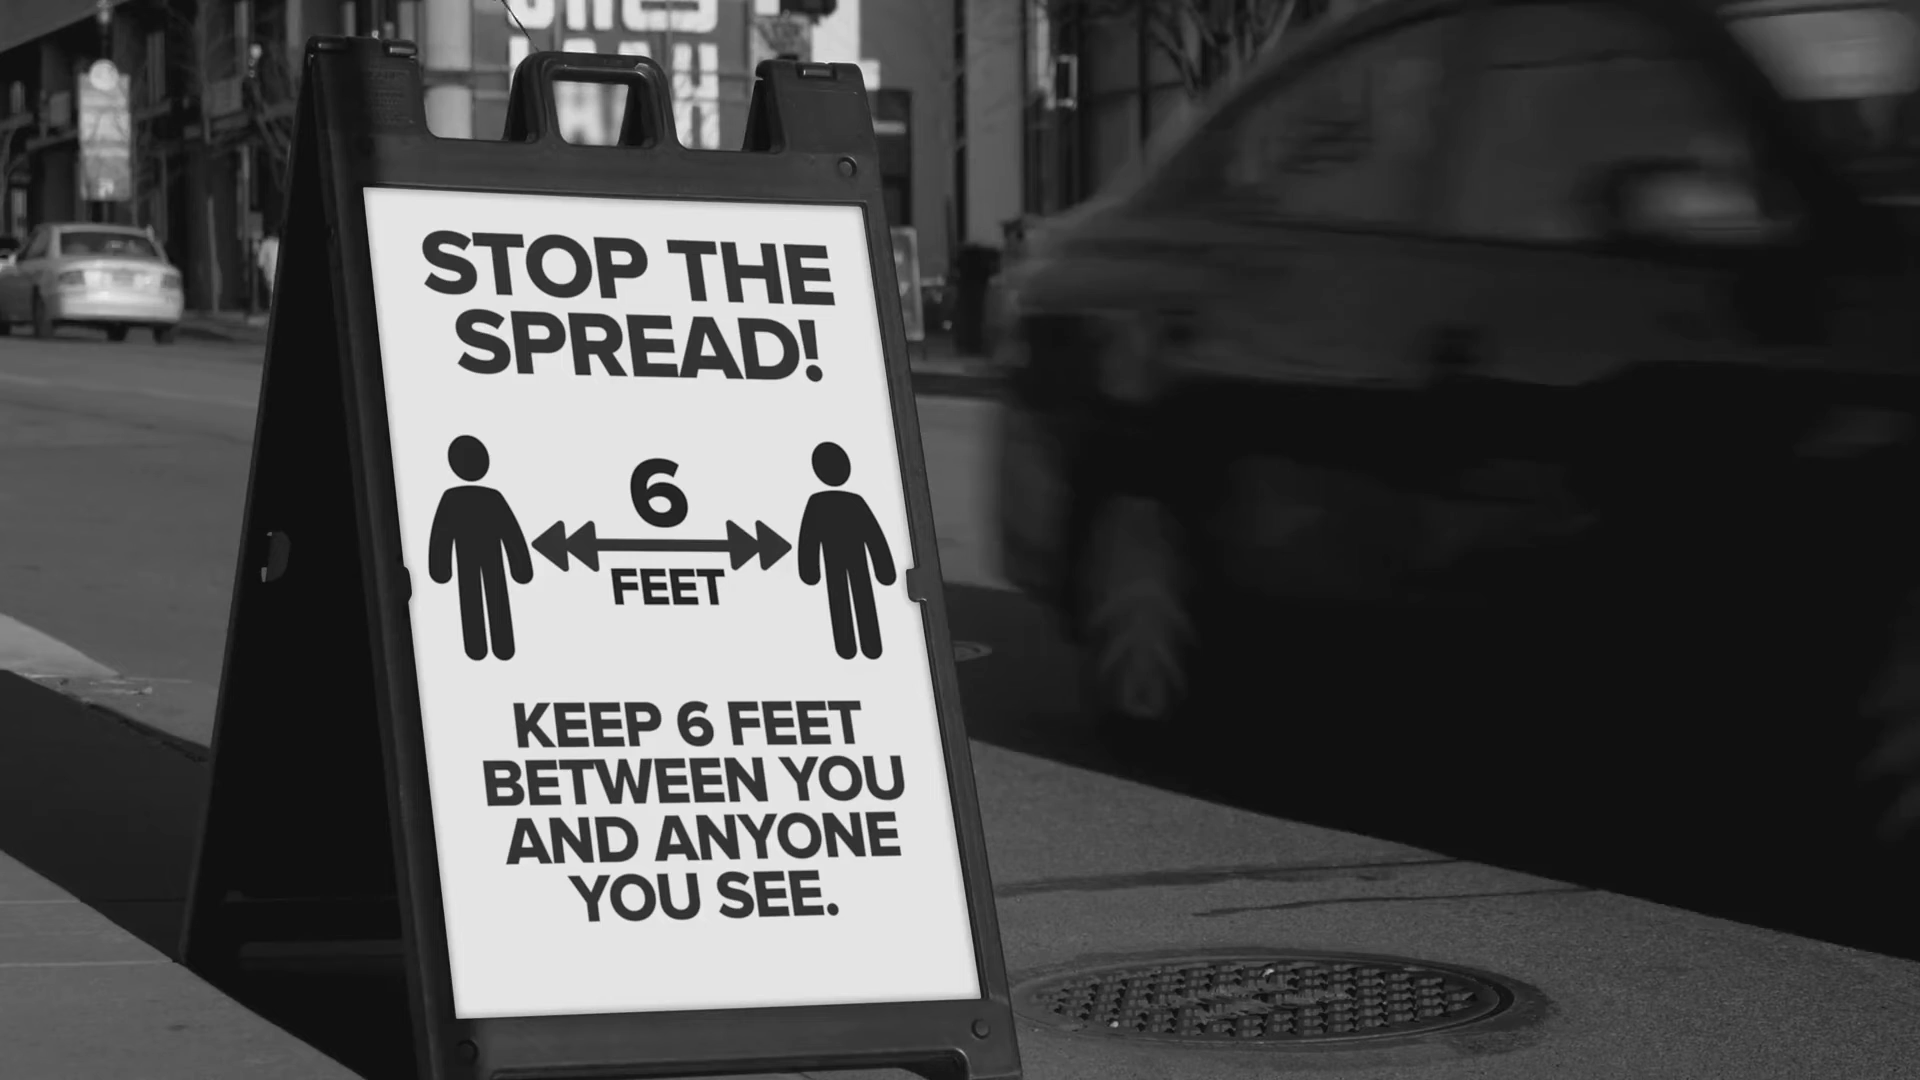 STOP THE
SPREAD!
6
FEET
KEEP 6 FEET
BETWEEN YOU
AND ANYONE
YOU SEE.